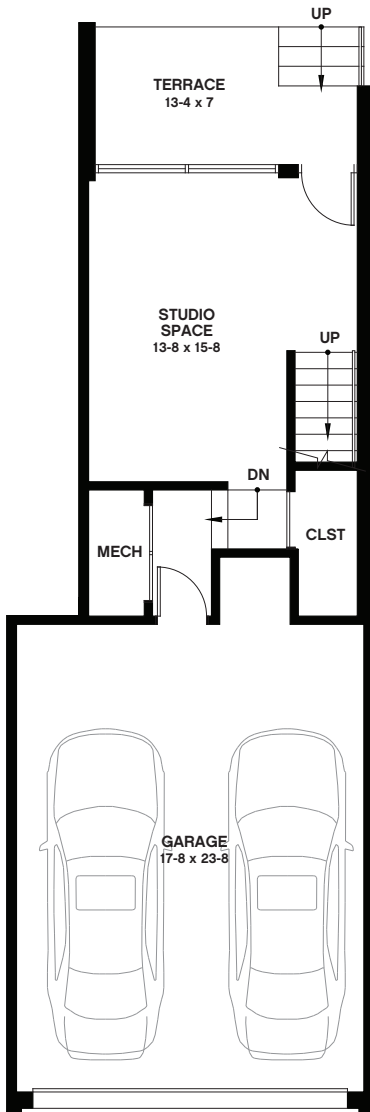 UP
TERRACE
13-4 x 7
STUDIO
SPACE
13-8 x 15-8
UP
DN
MECH
CLST
GARAGE
17-8 x 23-8